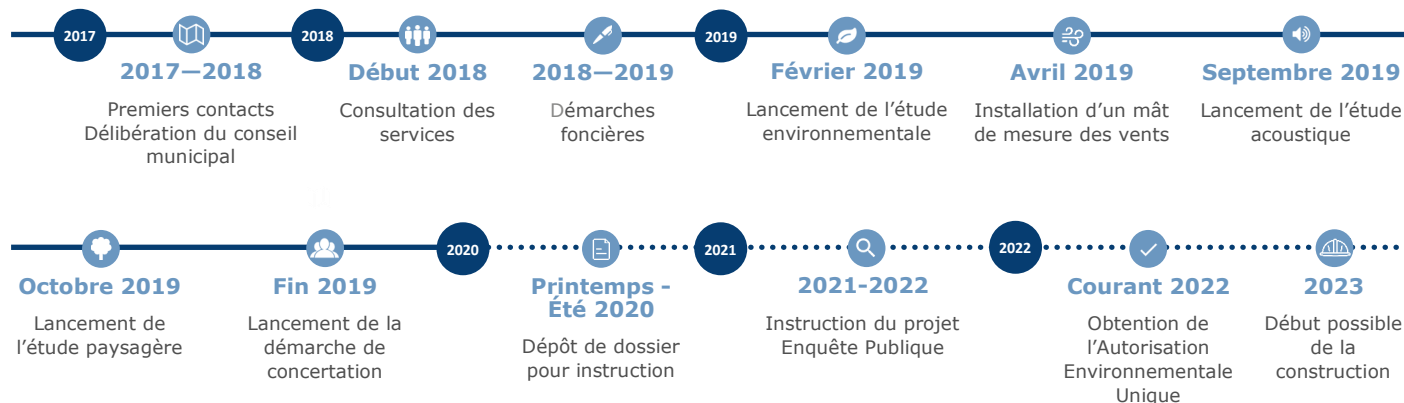 2017
2018
2019
2017—2018
Premiers contacts
Délibération du conseil
municipal
Début 2018
Consultation des
services
2018—2019
Démarches
foncières
Février 2019
Lancement de l’étude
environnementale
Avril 2019
Installation d’un mât
de mesure des vents
Septembre 2019
Lancement de l’étude
acoustique
2020
2021
2022
Octobre 2019
Lancement de
l’étude paysagère
Fin 2019
Lancement de la
démarche de
concertation
Printemps -
Été 2020
Dépôt de dossier
pour instruction
2021-2022
Instruction du projet
Enquête Publique
Courant 2022
Obtention de
l’Autorisation
Environnementale
Unique
2023
Début possible
de la
construction